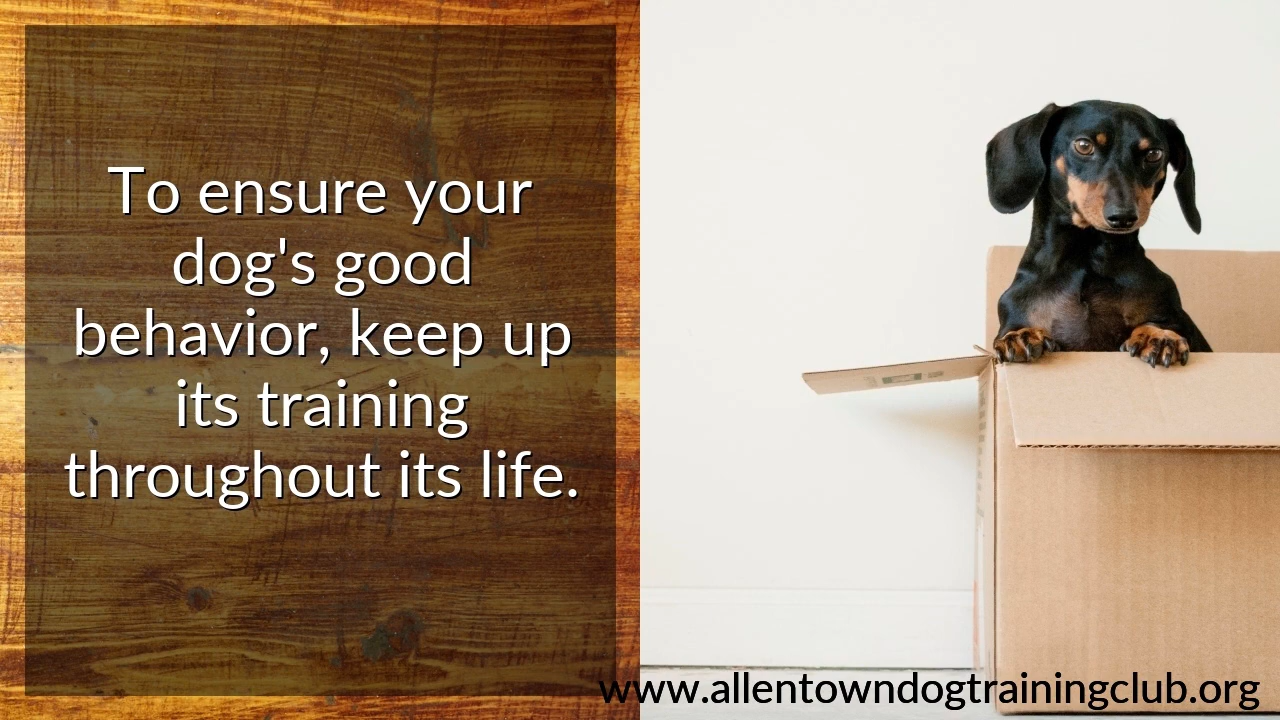 To ensure your
dog's good
behavior, keep up
its training
throughout its life.
www.allentowndogtrainingclub.org